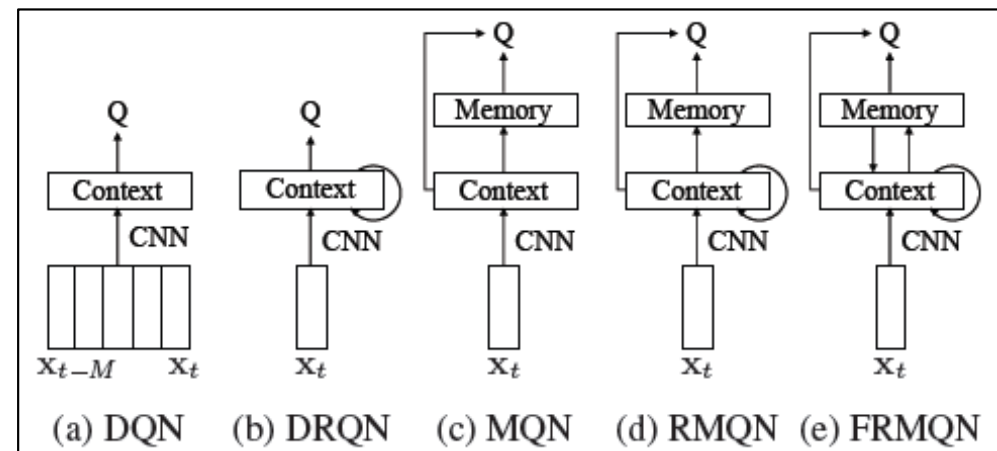 Q Q Q
Memory Memory Memory
Q Q
Context Context Context Context Context
CNN CNN CNN CNN CNN
x_{t-M} x_t x_t x_t x_t x_t
(a) DQN (b) DRQN (c) MQN (d) RMQN (e) FRMQN